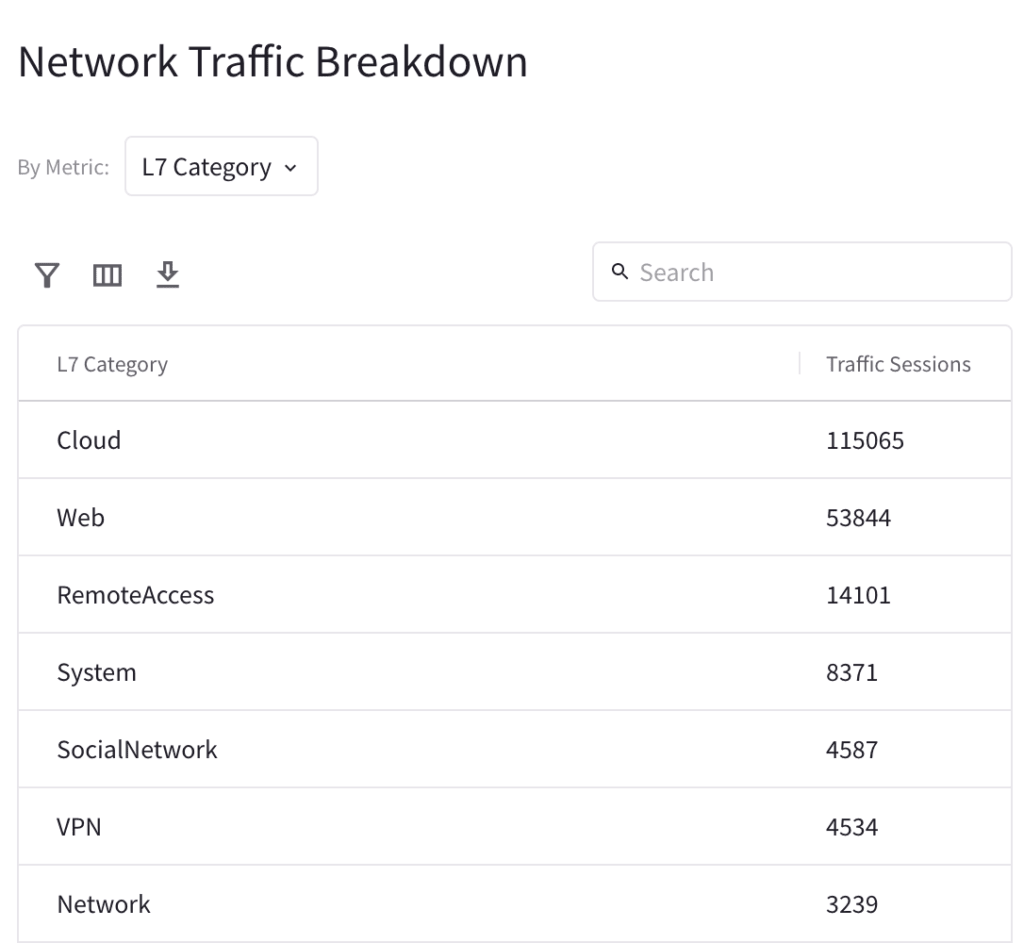 Network Traffic Breakdown
By Metric: L7 Category
Search
L7 Category Traffic Sessions
Cloud 115065
Web 53844
RemoteAccess 14101
System 8371
SocialNetwork 4587
VPN 4534
Network 3239